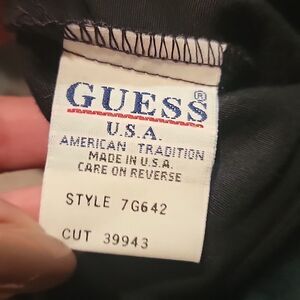 GUESS®
U.S.A.
AMERICAN TRADITION
MADE IN U.S.A.
CARE ON REVERSE
STYLE 7G642
CUT 39943